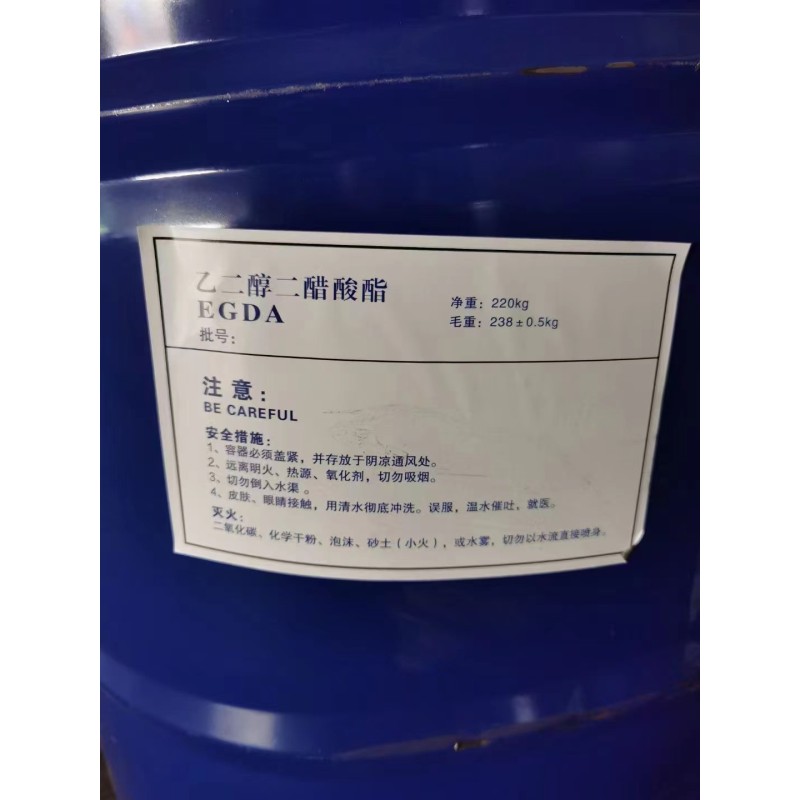 乙二醇二醋酸酯
EGDA
批号：
净重：220kg
毛重：238±0.5kg
注意：
BE CAREFUL
安全措施：
1、容器必须盖紧，并存放于阴凉通风处。
2、远离明火、热源、氧化剂，切勿吸烟。
3、切勿倒入水渠。
4、皮肤、眼睛接触，用清水彻底冲洗。误服，温水催吐，就医。
灭火：
二氧化碳、化学干粉、泡沫、砂土（小火），或水雾，切勿以水流直接喷身。